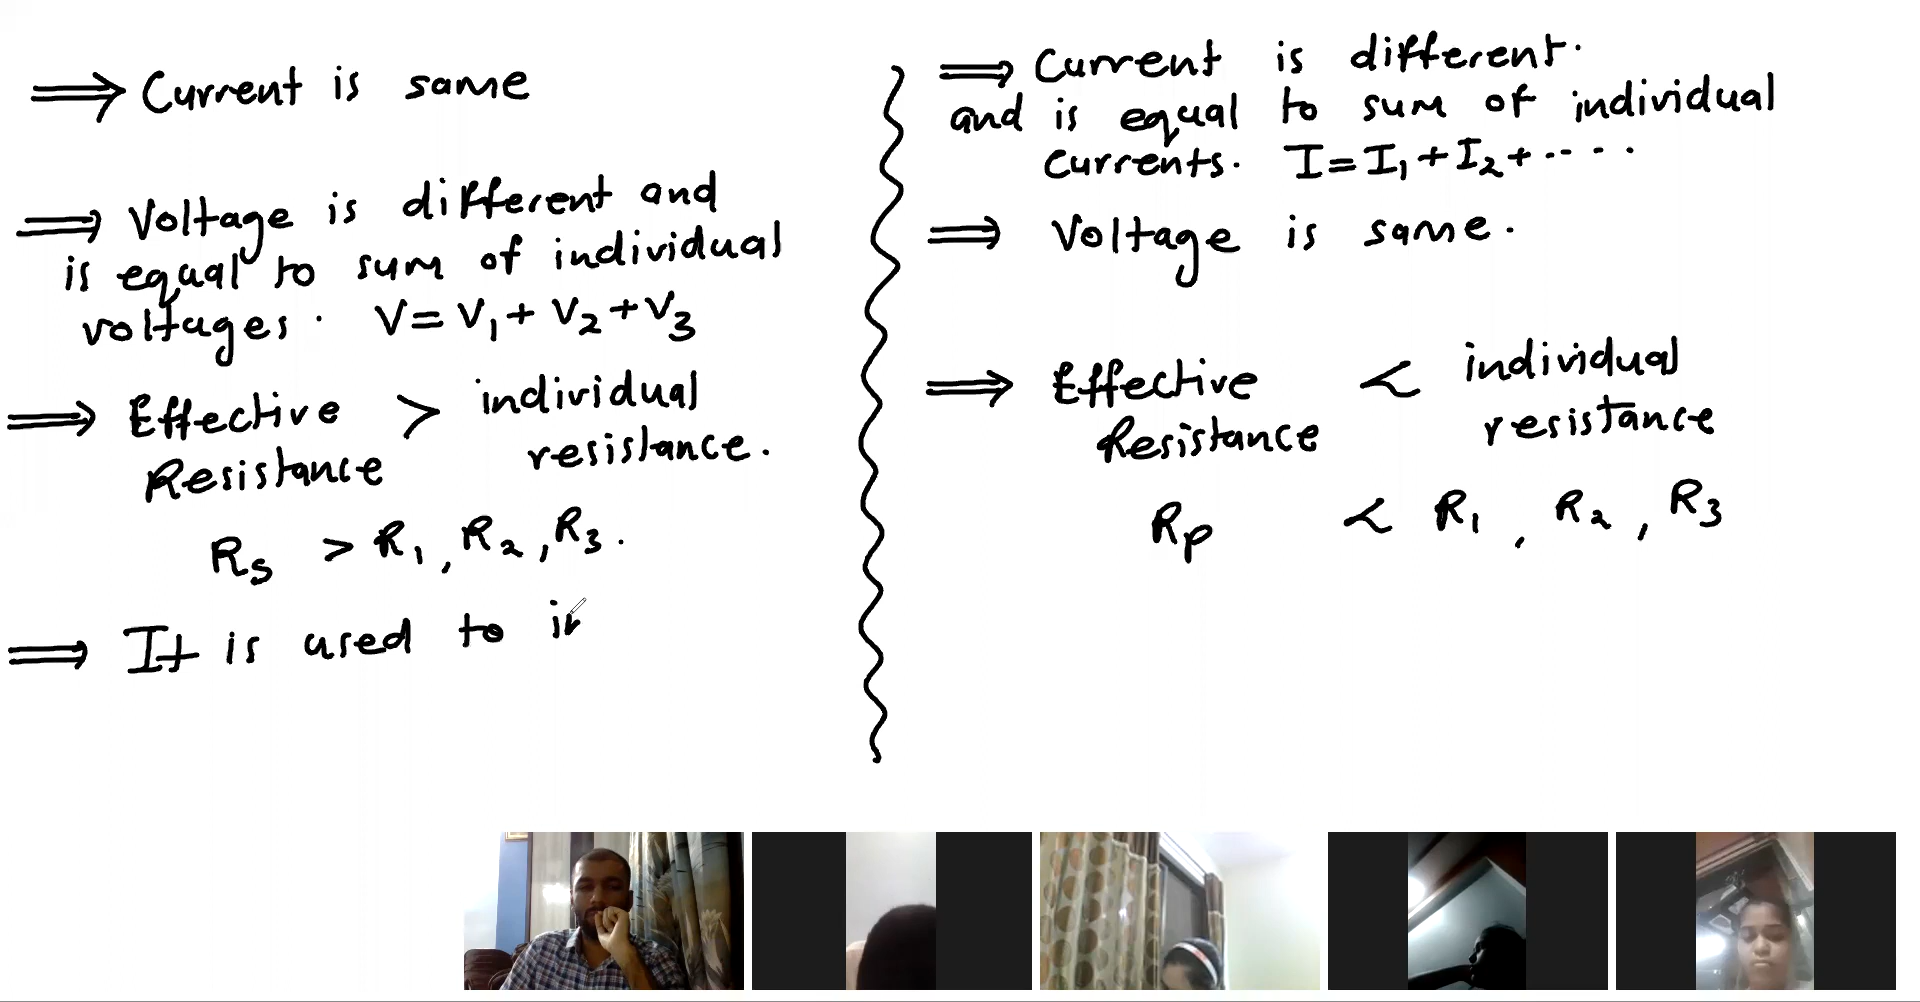 ⟹ Current is same
⟹ Voltage is different and
is equal to sum of individual
voltages. V = V₁ + V₂ + V₃
⟹ Effective > individual
Resistance resistance.
Rs > R₁, R₂, R₃.
⟹ It is used to in
⟹ Current is different.
and is equal to sum of individual
currents. I = I₁ + I₂ + ·····
⟹ Voltage is same.
⟹ Effective < individual
Resistance resistance
Rp < R₁, R₂, R₃